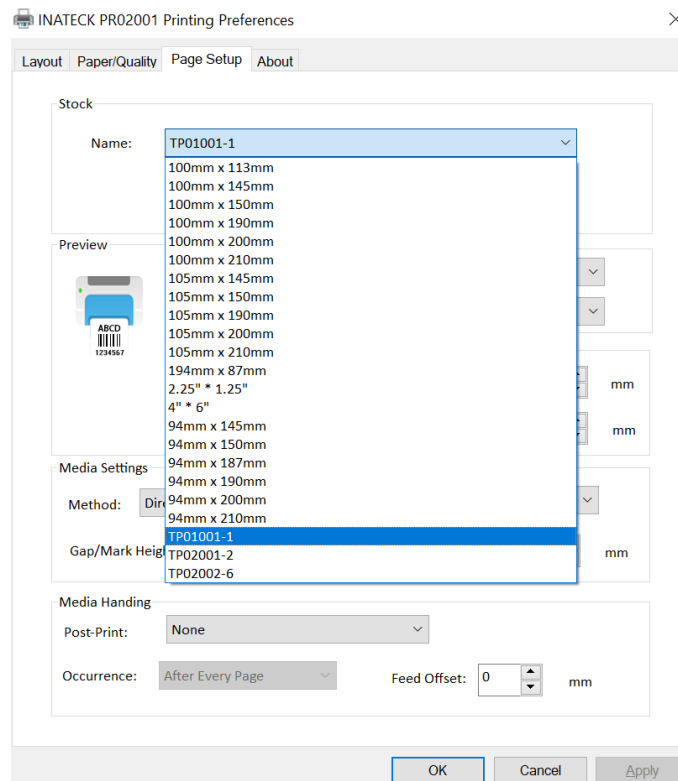 INATECK PR02001 Printing Preferences
Layout Paper/Quality Page Setup About
Stock
Name: TP01001-1
100mm x 113mm
100mm x 145mm
100mm x 150mm
100mm x 190mm
100mm x 200mm
Preview
100mm x 210mm
105mm x 145mm
105mm x 150mm
105mm x 190mm
ABCD
105mm x 200mm
1234567
105mm x 210mm
194mm x 87mm
mm
2.25" * 1.25"
4" * 6"
94mm x 145mm
mm
94mm x 150mm
Media Settings
94mm x 187mm
94mm x 190mm
Method:
94mm x 200mm
94mm x 210mm
TP01001-1
Gap/Mark
TP02001-2
mm
TP02002-6
Media Handing
Post-Print: None
Occurrence: After Every Page Feed Offset: 0 mm
OK Cancel Apply